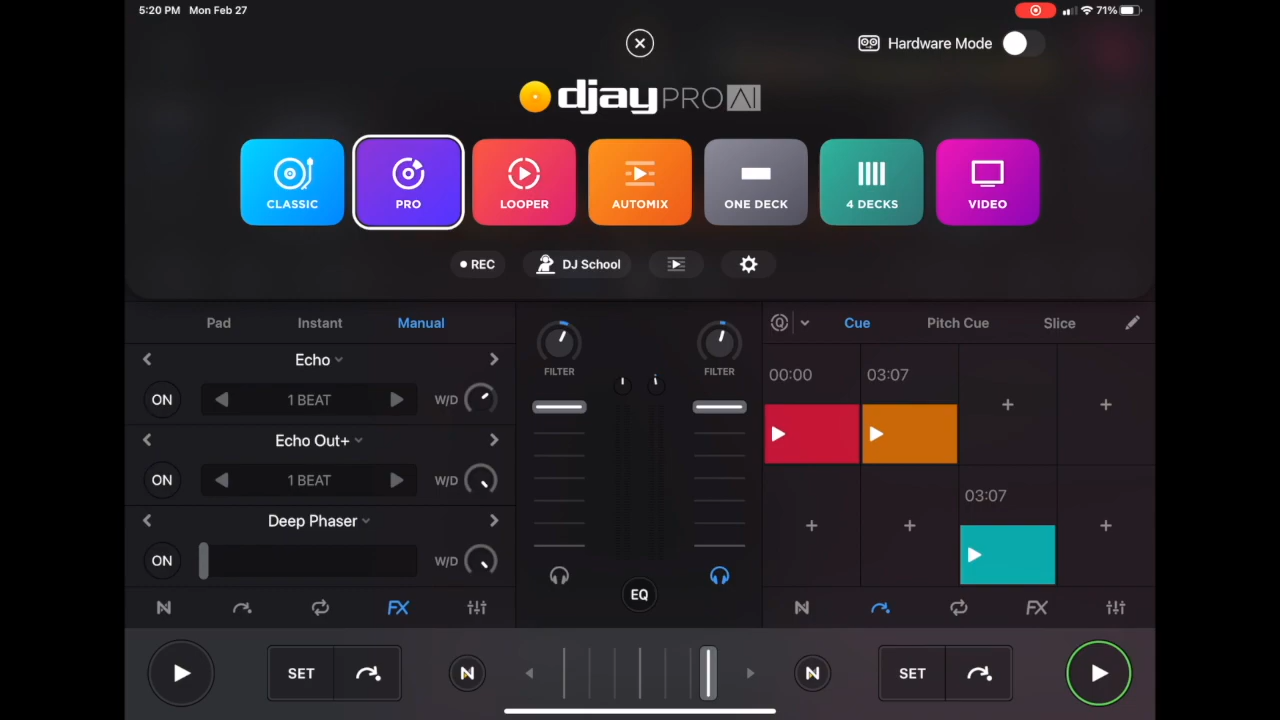 5:20 PM Mon Feb 27
71%
Hardware Mode
djay PRO AI
CLASSIC
PRO
LOOPER
AUTOMIX
ONE DECK
4 DECKS
VIDEO
REC
DJ School
Pad
Instant
Manual
Echo
ON
1 BEAT
W/D
Echo Out+
ON
1 BEAT
W/D
Deep Phaser
ON
W/D
FX
FILTER
FILTER
EQ
Q
Cue
Pitch Cue
Slice
00:00
03:07
+
+
+
+
03:07
+
FX
SET
N
N
SET